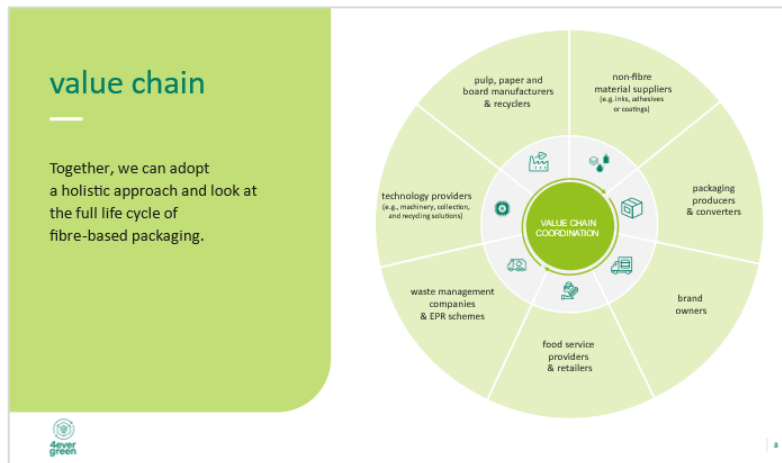 value chain
Together, we can adopt
a holistic approach and look at
the full life cycle of
fibre-based packaging.
pulp, paper and
board manufacturers
& recyclers
non-fibre
material suppliers
(e.g. inks, adhesives
or coatings)
technology providers
(e.g., machinery, collection,
and recycling solutions)
packaging
producers
& converters
VALUE CHAIN
COORDINATION
waste management
companies
& EPR schemes
brand
owners
food service
providers
& retailers
4ever
green
8